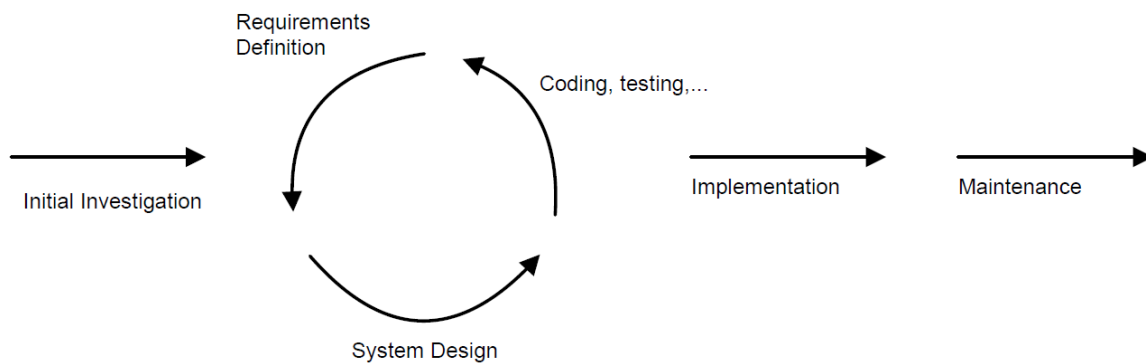 Requirements
Definition
Coding, testing,...
Initial Investigation
Implementation
Maintenance
System Design